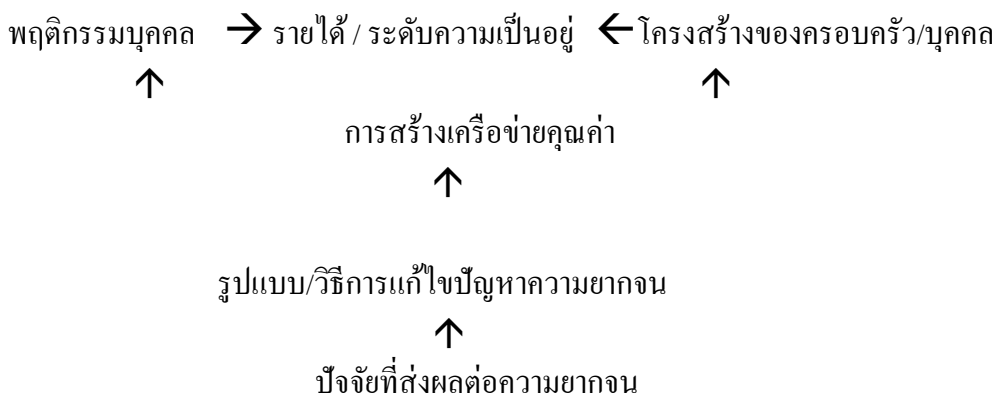 พฤติกรรมบุคคล → รายได้ / ระดับความเป็นอยู่ ← โครงสร้างของครอบครัว/บุคคล
↑ ↑
การสร้างเครือข่ายคุณค่า
↑
รูปแบบ/วิธีการแก้ไขปัญหาความยากจน
↑
ปัจจัยที่ส่งผลต่อความยากจน